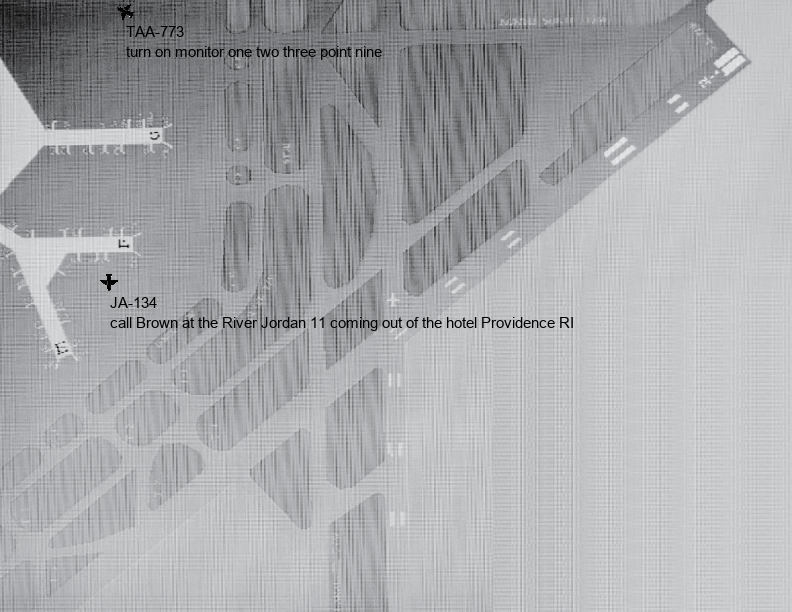 TAA-773
turn on monitor one two three point nine
G
F
JA-134
call Brown at the River Jordan 11 coming out of the hotel Providence RI
E